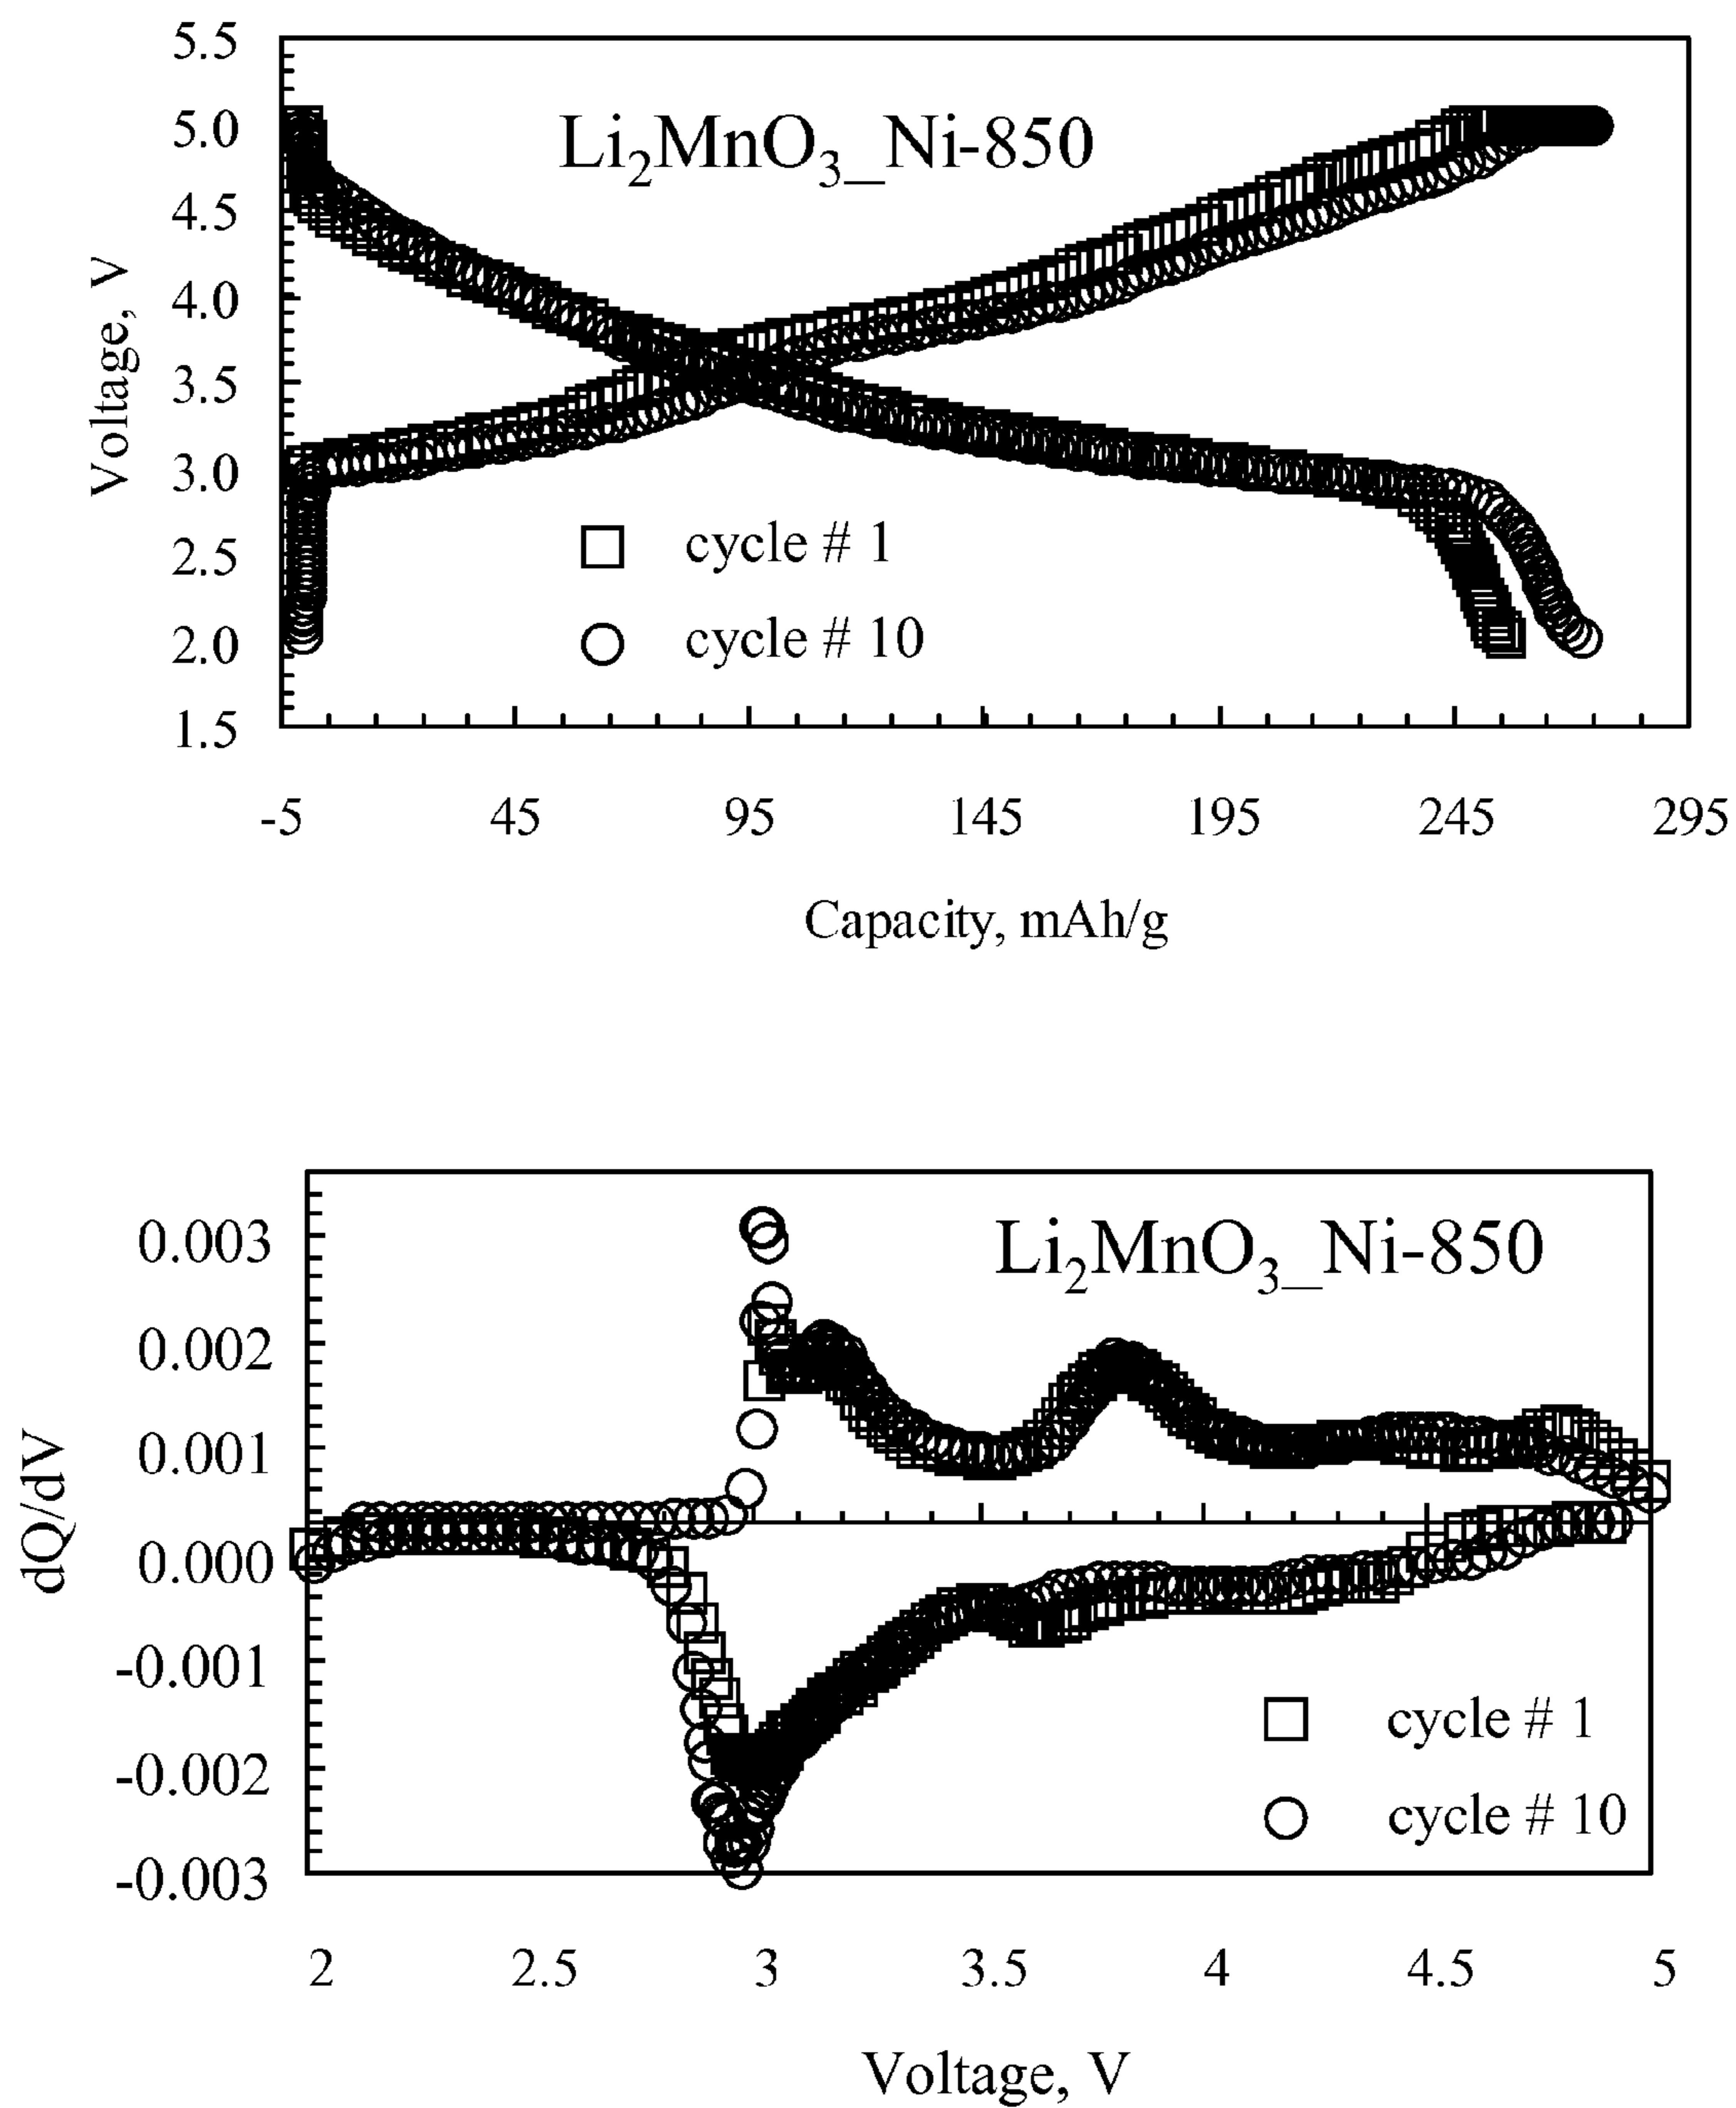 5.5
5.0
4.5
4.0
3.5
3.0
2.5
2.0
1.5
Voltage, V
Li₂MnO₃_Ni-850
cycle # 1
cycle # 10
-5 45 95 145 195 245 295
Capacity, mAh/g
0.003
0.002
0.001
0.000
-0.001
-0.002
-0.003
dQ/dV
Li₂MnO₃_Ni-850
cycle # 1
cycle # 10
2 2.5 3 3.5 4 4.5 5
Voltage, V